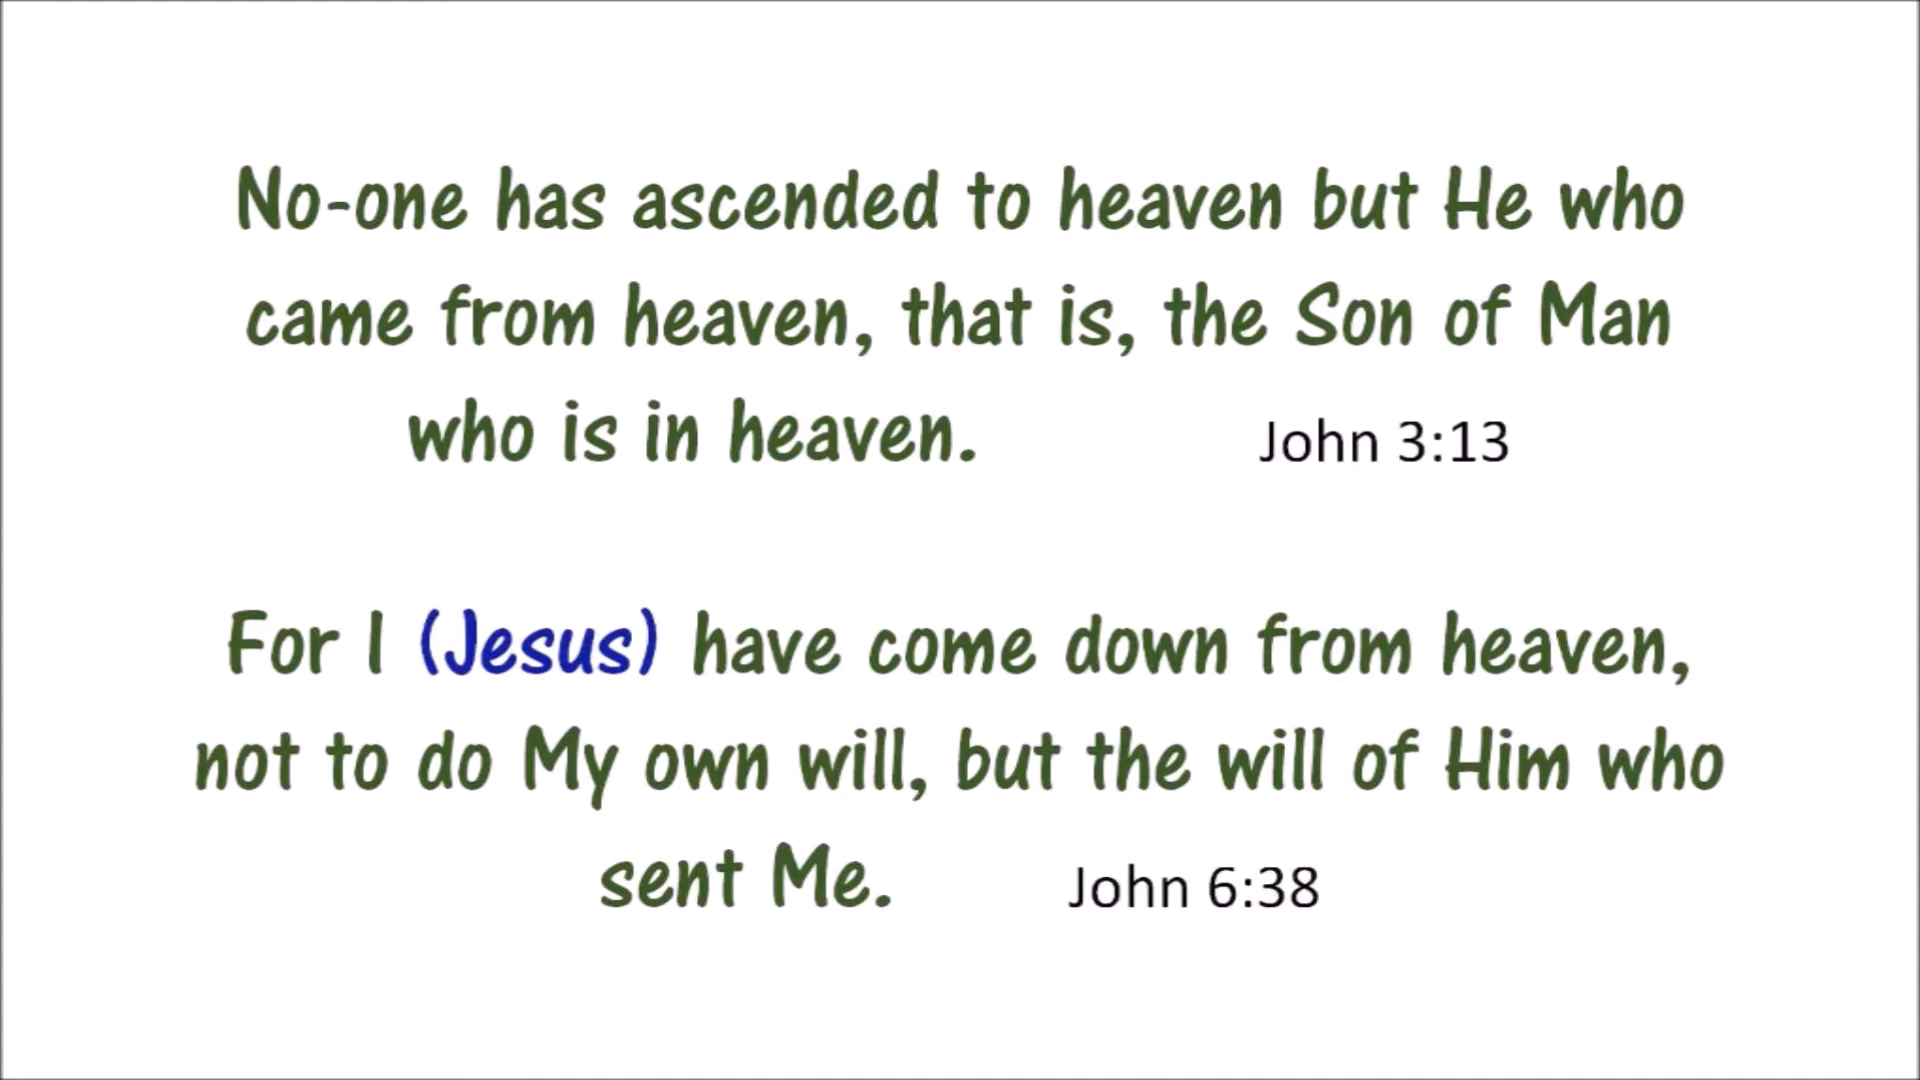 No-one has ascended to heaven but He who
came from heaven, that is, the Son of Man
who is in heaven. John 3:13
For I (Jesus) have come down from heaven,
not to do My own will, but the will of Him who
sent Me. John 6:38